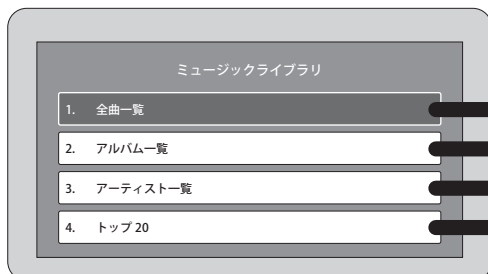 ミュージックライブラリ
1. 全曲一覧
2. アルバム一覧
3. アーティスト一覧
4. トップ 20